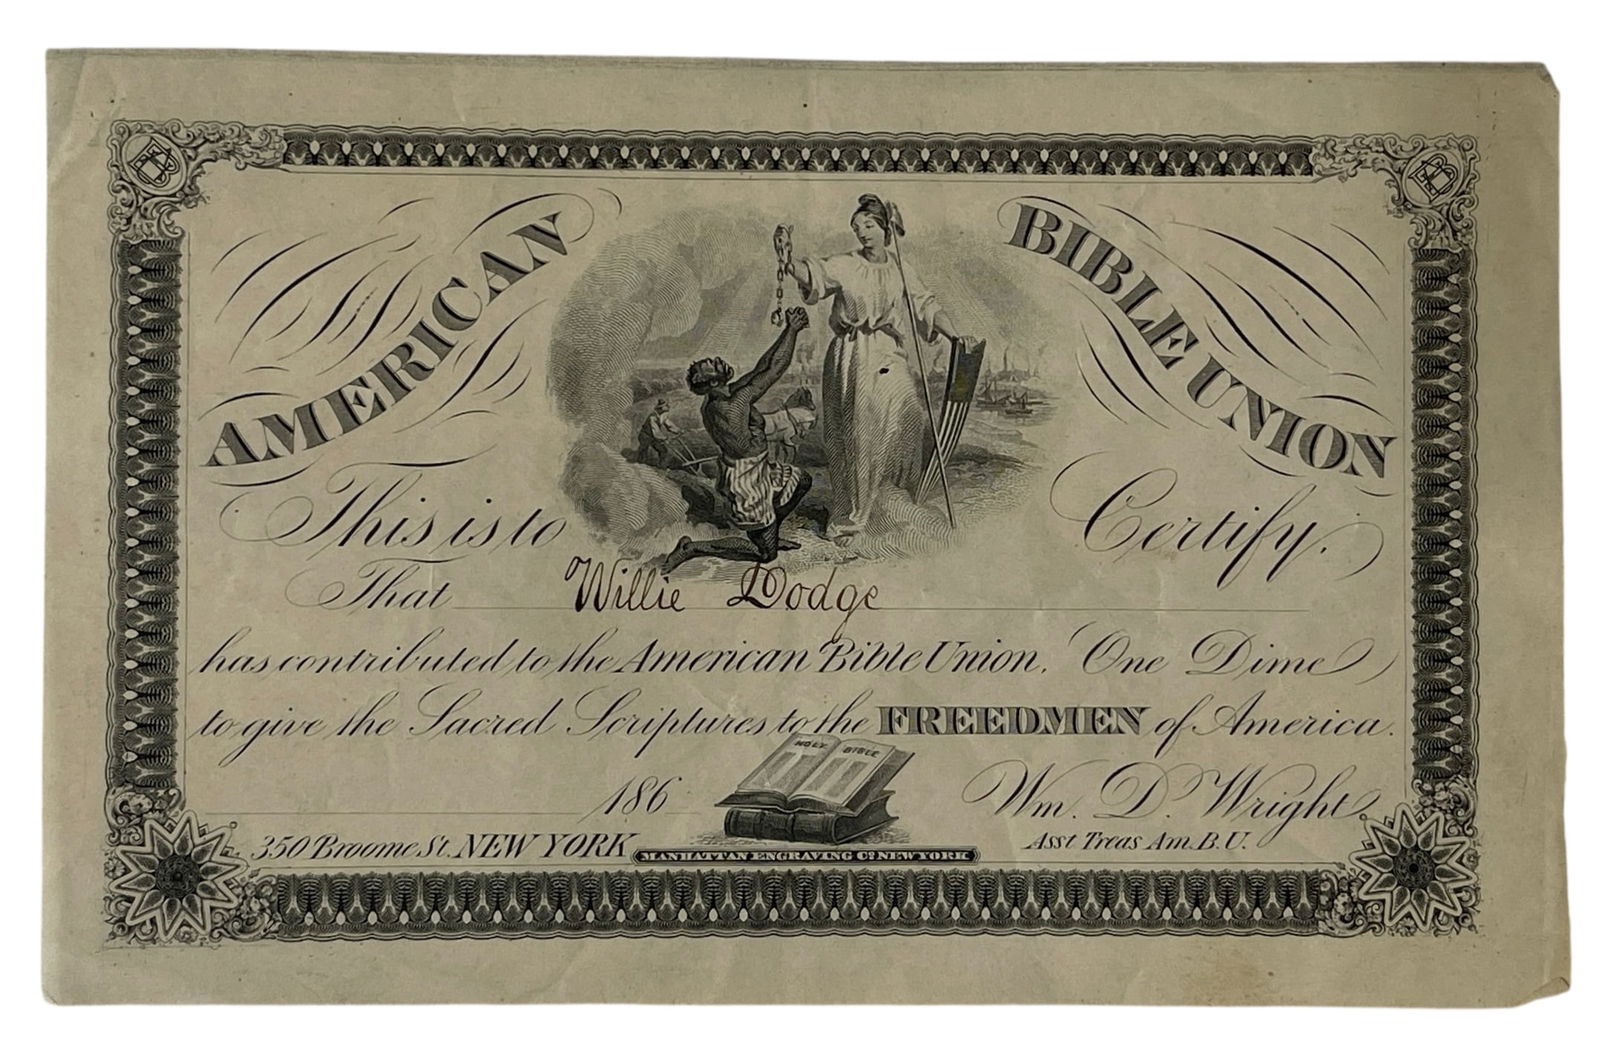 AMERICAN BIBLE UNION
This is to Certify.
That Willie Dodge
has contributed to the American Bible Union, One Dime
to give the Sacred Scriptures to the FREEDMEN of America.
HOLY BIBLE
186 Wm. D. Wright
350 Broome St. NEW YORK MANHATTAN ENGRAVING Co NEW YORK Asst Treas Am. B. U.